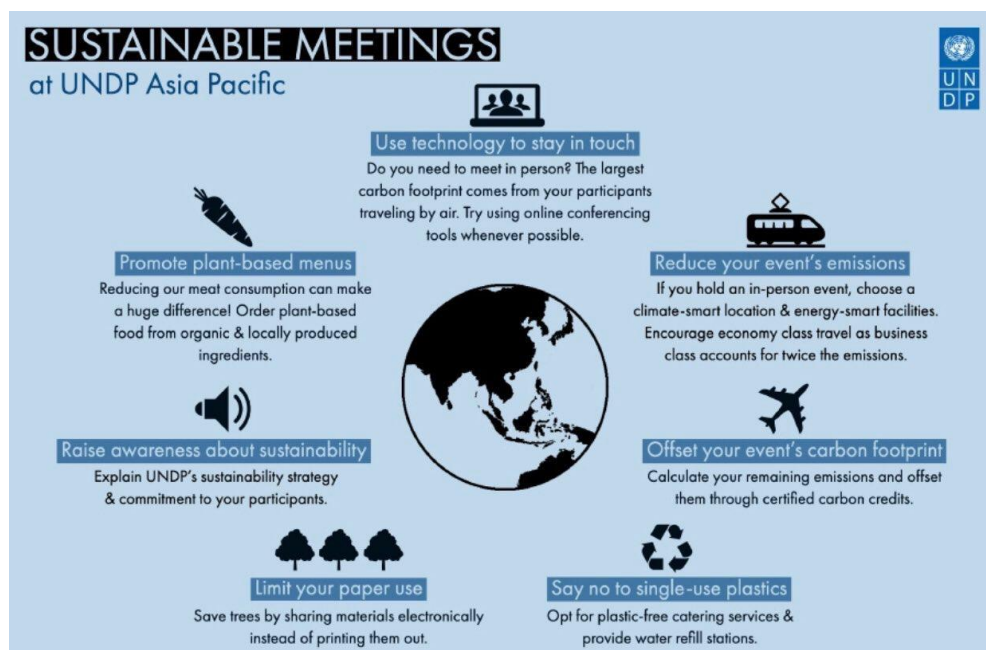 SUSTAINABLE MEETINGS
at UNDP Asia Pacific
U N
D P
Use technology to stay in touch
Do you need to meet in person? The largest
carbon footprint comes from your participants
traveling by air. Try using online conferencing
tools whenever possible.
Promote plant-based menus
Reducing our meat consumption can make
a huge difference! Order plant-based
food from organic & locally produced
ingredients.
Reduce your event's emissions
If you hold an in-person event, choose a
climate-smart location & energy-smart facilities.
Encourage economy class travel as business
class accounts for twice the emissions.
Raise awareness about sustainability
Explain UNDP's sustainability strategy
& commitment to your participants.
Offset your event's carbon footprint
Calculate your remaining emissions and offset
them through certified carbon credits.
Limit your paper use
Save trees by sharing materials electronically
instead of printing them out.
Say no to single-use plastics
Opt for plastic-free catering services &
provide water refill stations.